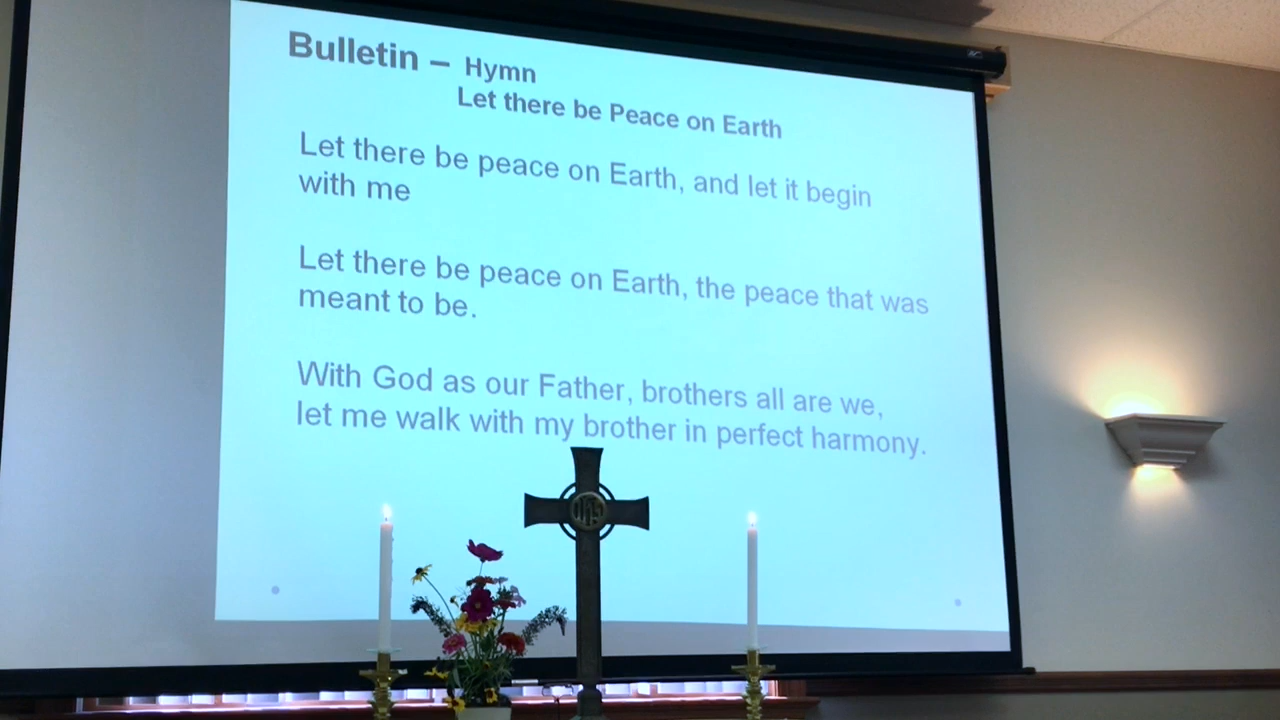 Bulletin – Hymn
Let there be Peace on Earth
Let there be peace on Earth, and let it begin
with me
Let there be peace on Earth, the peace that was
meant to be.
With God as our Father, brothers all are we,
let me walk with my brother in perfect harmony.
IHS